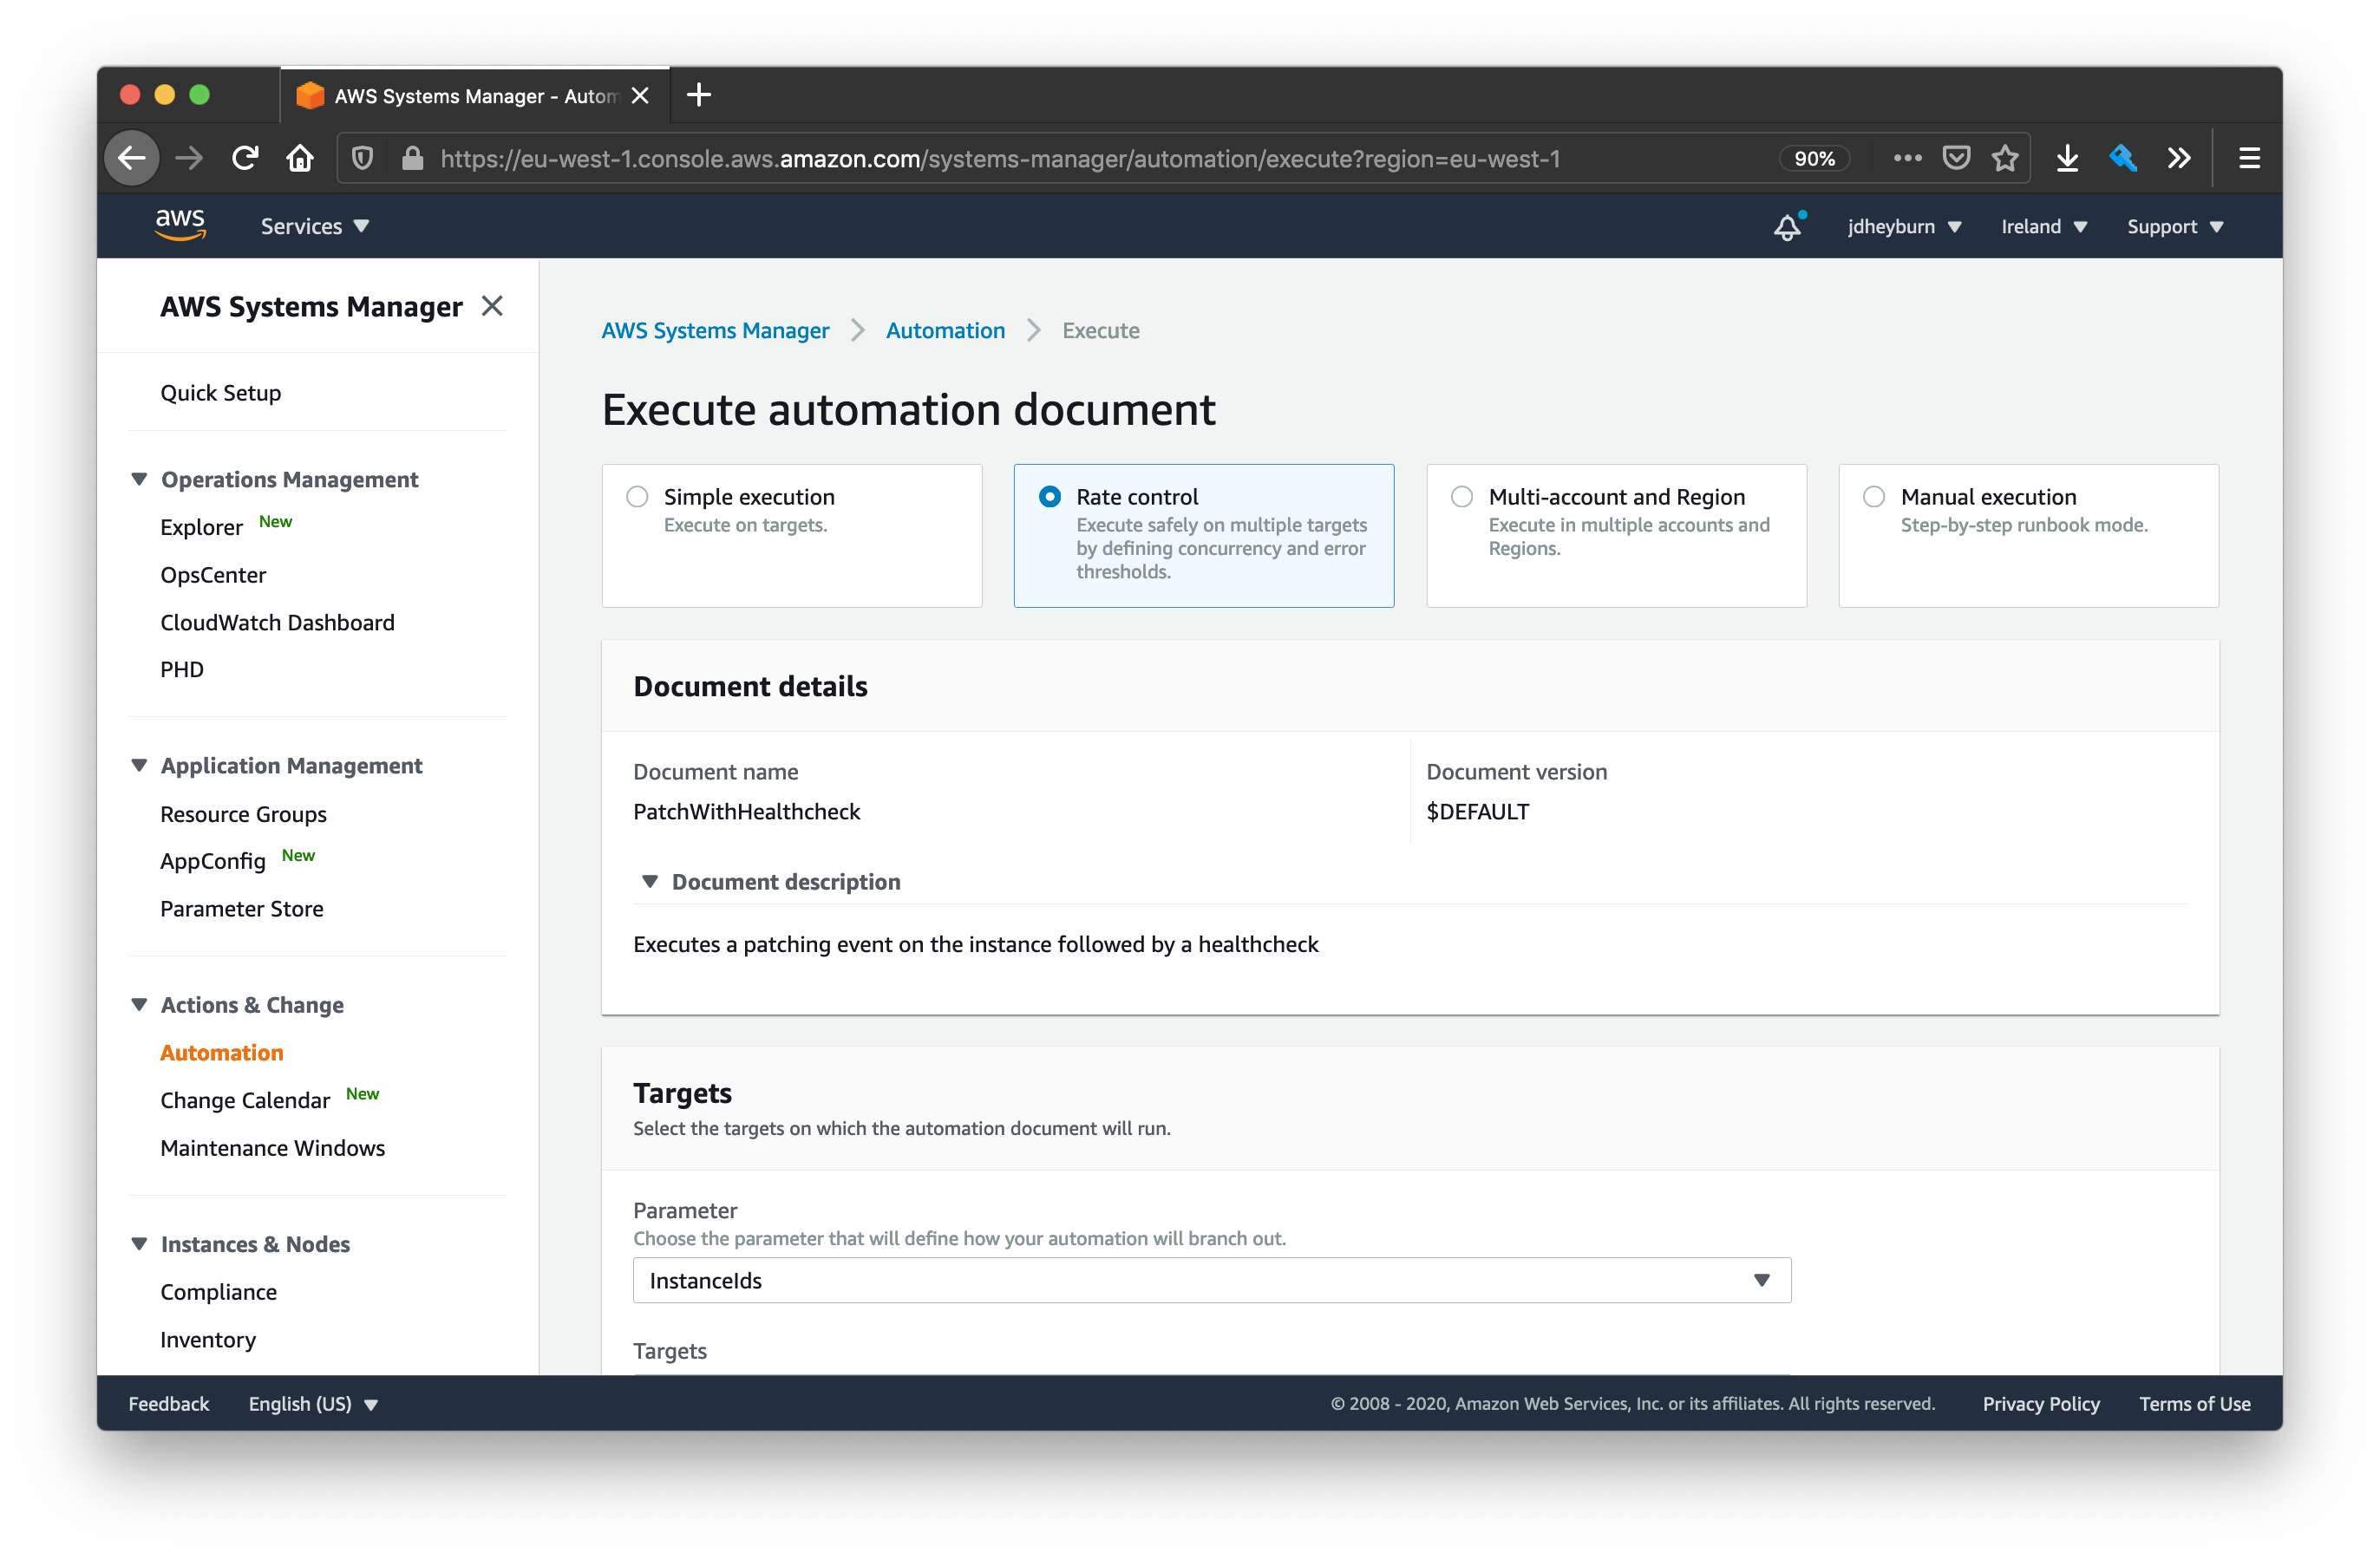 AWS Systems Manager - Autom
https://eu-west-1.console.aws.amazon.com/systems-manager/automation/execute?region=eu-west-1
90%
aws
Services
jdheyburn
Ireland
Support
AWS Systems Manager
Quick Setup
Operations Management
Explorer New
OpsCenter
CloudWatch Dashboard
PHD
Application Management
Resource Groups
AppConfig New
Parameter Store
Actions & Change
Automation
Change Calendar New
Maintenance Windows
Instances & Nodes
Compliance
Inventory
AWS Systems Manager > Automation > Execute
Execute automation document
Simple execution
Execute on targets.
Rate control
Execute safely on multiple targets
by defining concurrency and error
thresholds.
Multi-account and Region
Execute in multiple accounts and
Regions.
Manual execution
Step-by-step runbook mode.
Document details
Document name
PatchWithHealthcheck
Document version
$DEFAULT
Document description
Executes a patching event on the instance followed by a healthcheck
Targets
Select the targets on which the automation document will run.
Parameter
Choose the parameter that will define how your automation will branch out.
InstanceIds
Targets
Feedback
English (US)
© 2008 - 2020, Amazon Web Services, Inc. or its affiliates. All rights reserved.
Privacy Policy
Terms of Use